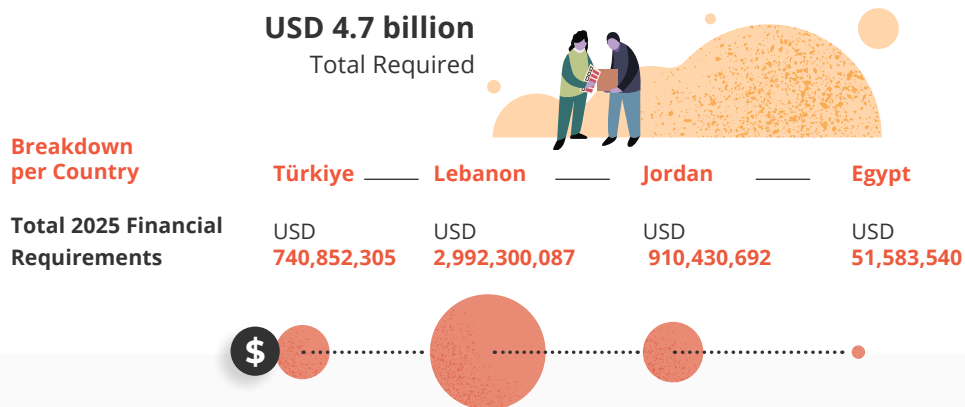 USD 4.7 billion
Total Required
Breakdown
per Country
Türkiye
Lebanon
Jordan
Egypt
Total 2025 Financial
Requirements
USD
740,852,305
USD
2,992,300,087
USD
910,430,692
USD
51,583,540
$